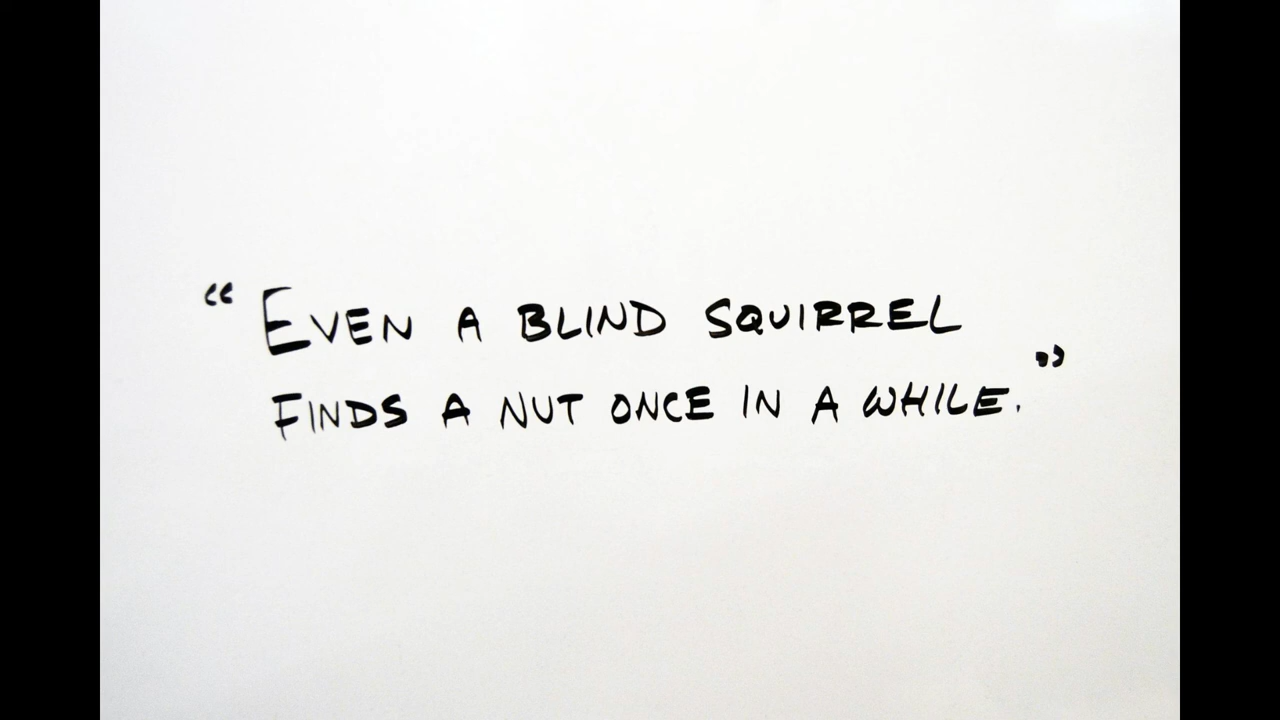 “EVEN A BLIND SQUIRREL
FINDS A NUT ONCE IN A WHILE.”